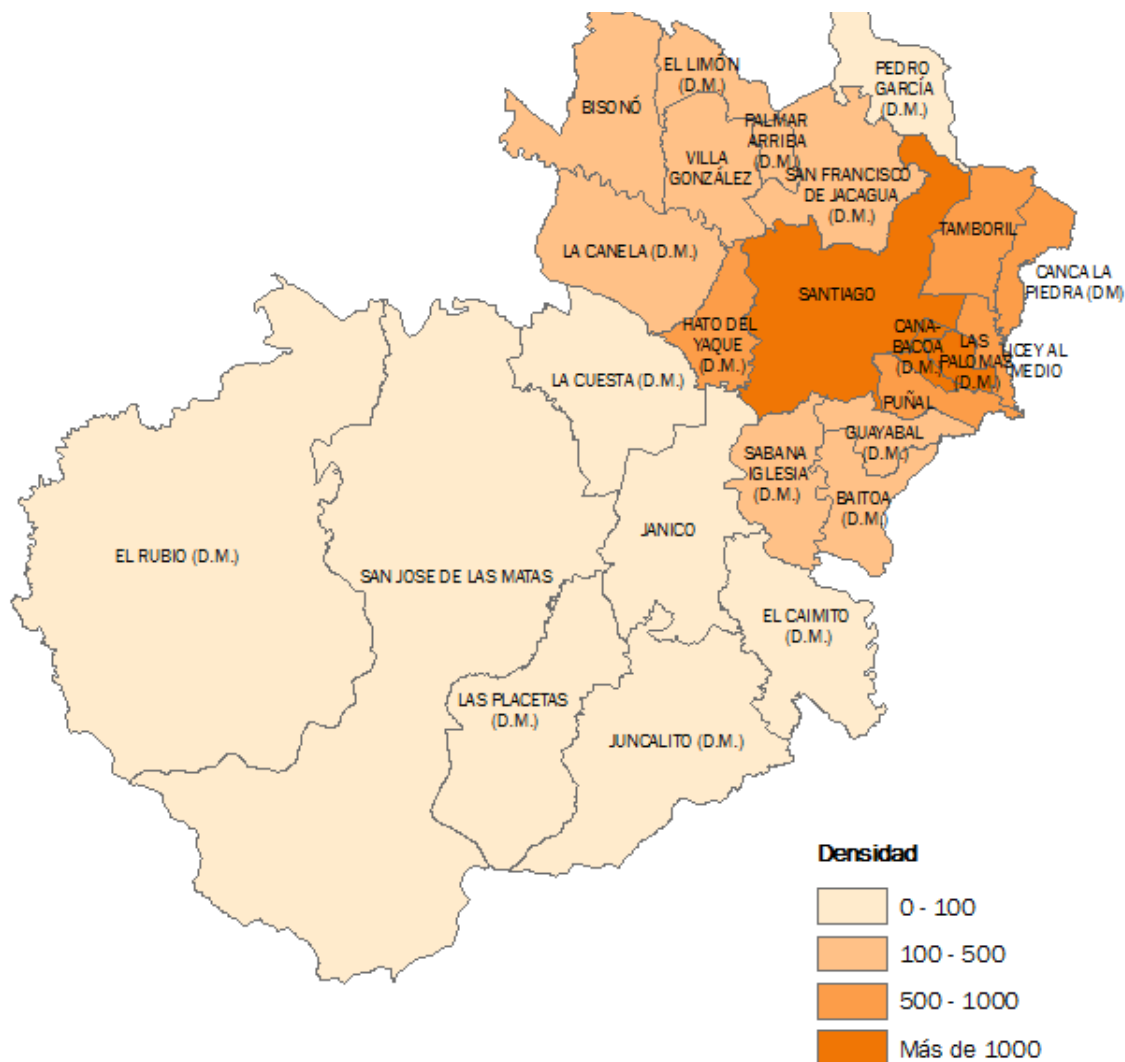 PEDRO
GARCÍA
(D.M.)
EL LIMÓN
(D.M.)
BISONÓ
PALMAR
ARRIBA
(D.M.)
VILLA
GONZÁLEZ
SAN FRANCISCO
DE JACAGUA
(D.M.)
TAMBORIL
LA CANELA (D.M.)
CANCA LA
PIEDRA (DM)
SANTIAGO
HATO DEL
YAQUE
(D.M.)
CANA-
BACOA
(D.M.)
LAS
PALOMAS
(D.M.)
LICEY AL
MEDIO
LA CUESTA (D.M.)
PUÑAL
GUAYABAL
(D.M.)
SABANA
IGLESIA
(D.M.)
BAITOA
(D.M)
JANICO
EL RUBIO (D.M.)
SAN JOSE DE LAS MATAS
EL CAIMITO
(D.M.)
LAS PLACETAS
(D.M.)
JUNCALITO (D.M.)
Densidad
0 - 100
100 - 500
500 - 1000
Más de 1000